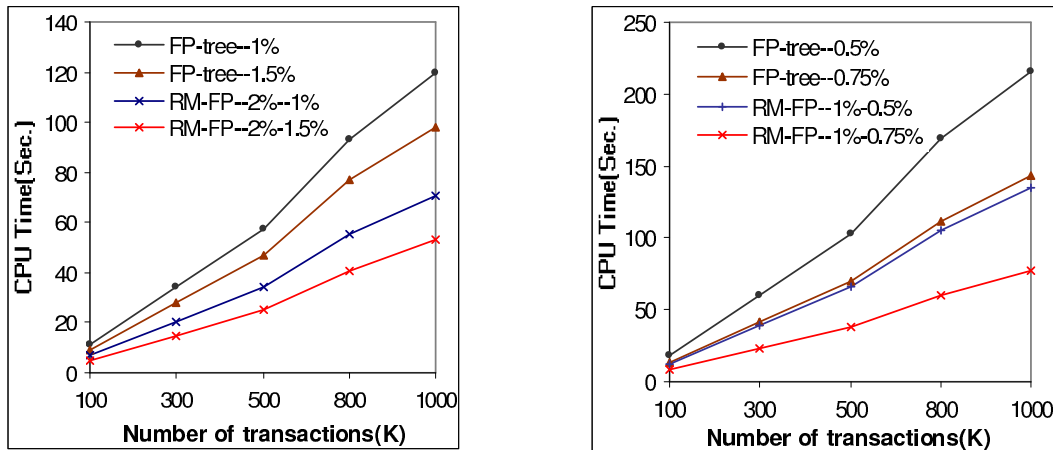 140
120
100
80
60
40
20
0
CPU Time[Sec.]
FP-tree--1%
FP-tree--1.5%
RM-FP--2%--1%
RM-FP--2%-1.5%
100 300 500 800 1000
Number of transactions(K)
250
200
150
100
50
0
CPU Time[Sec.]
FP-tree--0.5%
FP-tree--0.75%
RM-FP--1%-0.5%
RM-FP--1%-0.75%
100 300 500 800 1000
Number of transactions(K)